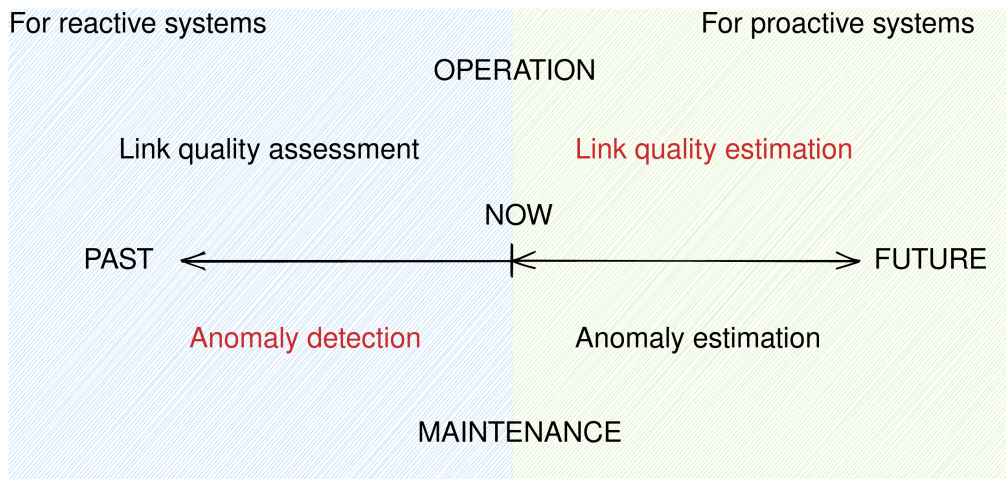 For reactive systems
For proactive systems
OPERATION
Link quality assessment
Link quality estimation
NOW
PAST
FUTURE
Anomaly detection
Anomaly estimation
MAINTENANCE